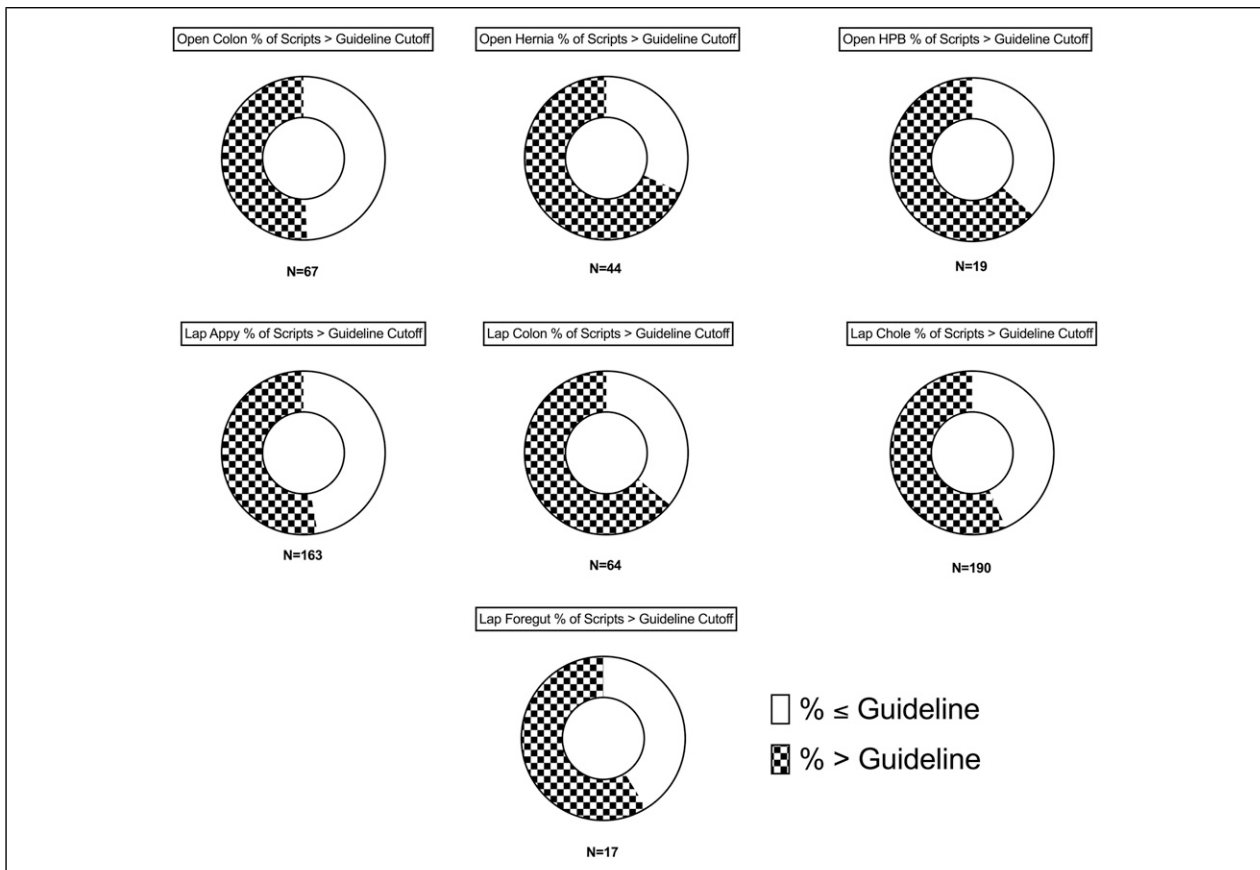 Open Colon % of Scripts > Guideline Cutoff
Open Hernia % of Scripts > Guideline Cutoff
Open HPB % of Scripts > Guideline Cutoff
N=67
N=44
N=19
Lap Appy % of Scripts > Guideline Cutoff
Lap Colon % of Scripts > Guideline Cutoff
Lap Chole % of Scripts > Guideline Cutoff
N=163
N=64
N=190
Lap Foregut % of Scripts > Guideline Cutoff
% ≤ Guideline
% > Guideline
N=17